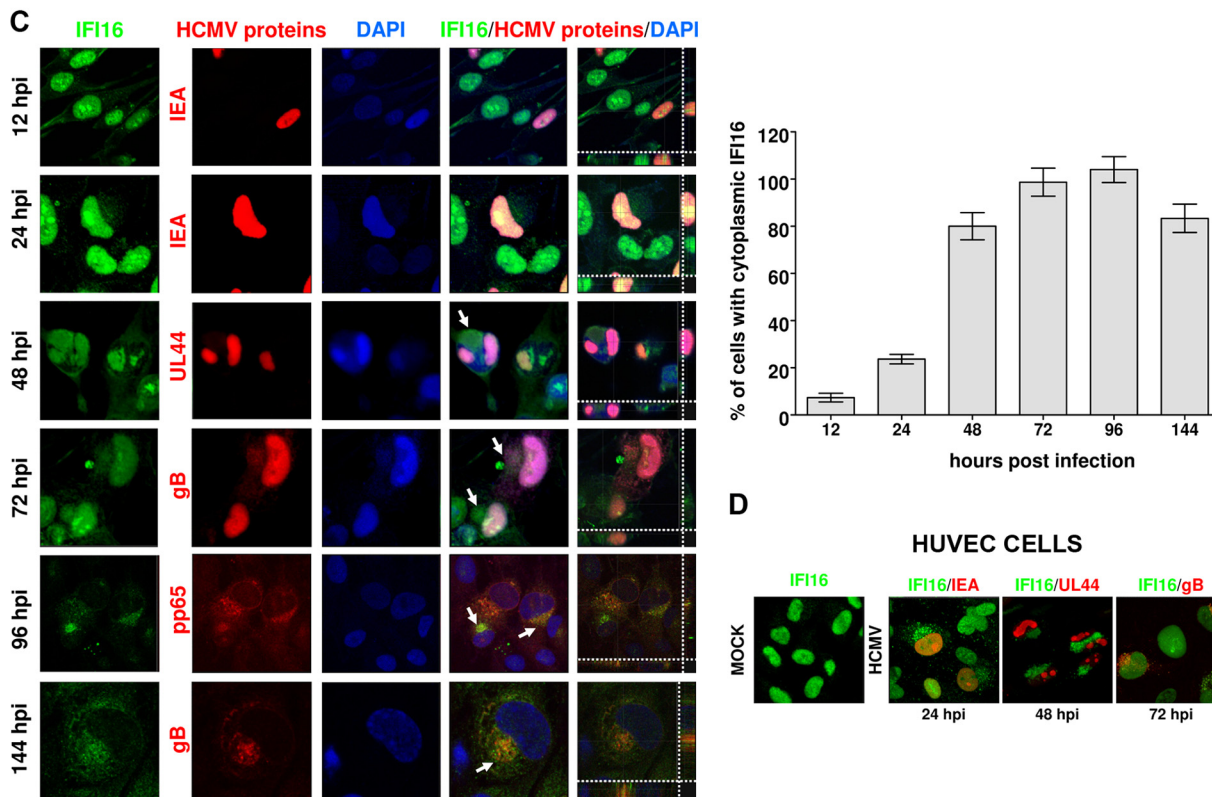 C
IFI16 HCMV proteins DAPI IFI16/HCMV proteins/DAPI
12 hpi IEA
24 hpi IEA
48 hpi UL44
72 hpi gB
96 hpi pp65
144 hpi gB
% of cells with cytoplasmic IFI16
120
100
80
60
40
20
0
12 24 48 72 96 144
hours post infection
D
HUVEC CELLS
IFI16 IFI16/IEA IFI16/UL44 IFI16/gB
MOCK HCMV
24 hpi 48 hpi 72 hpi